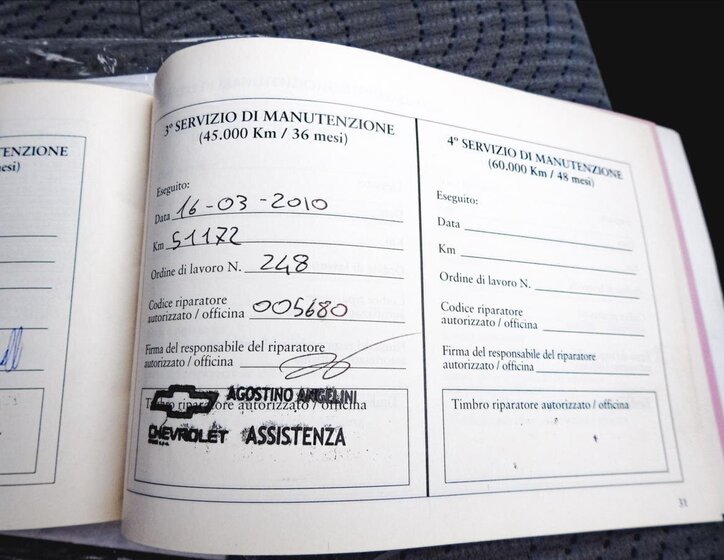 TENZIONE
esi)
3º SERVIZIO DI MANUTENZIONE
(45.000 Km / 36 mesi)
Eseguito:
Data 16-03-2010
Km 51172
Ordine di lavoro N. 248
Codice riparatore
autorizzato / officina 005680
Firma del responsabile del riparatore
autorizzato / officina
Timbro riparatore autorizzato / officina
AGOSTINO ANGELINI
CHEVROLET ASSISTENZA
4º SERVIZIO DI MANUTENZIONE
(60.000 Km / 48 mesi)
Eseguito:
Data
Km
Ordine di lavoro N.
Codice riparatore
autorizzato / officina
Firma del responsabile del riparatore
autorizzato / officina
Timbro riparatore autorizzato / officina
31